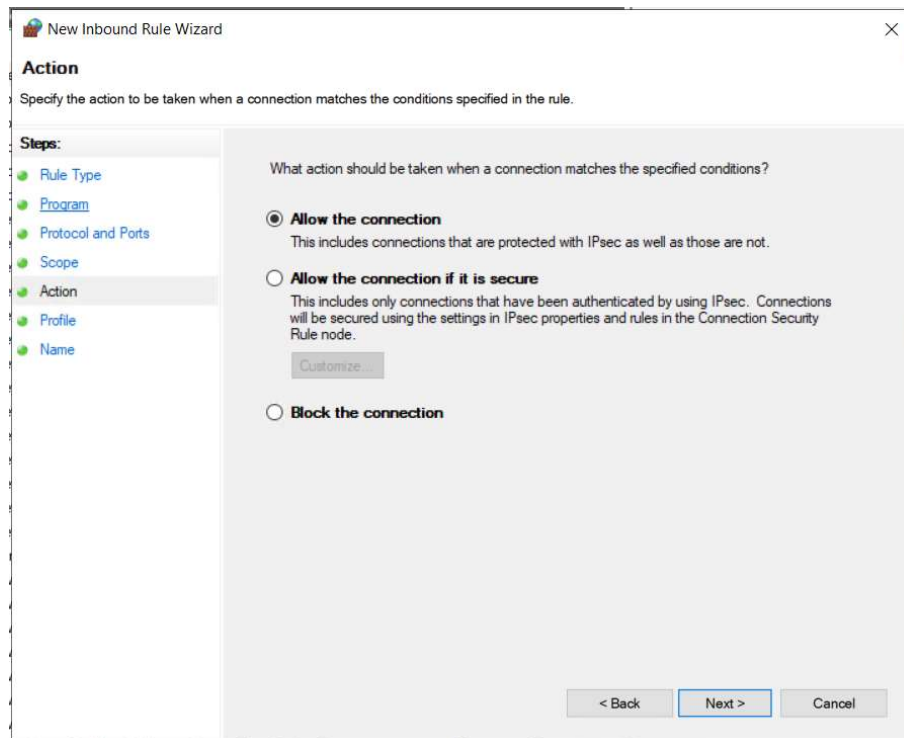 New Inbound Rule Wizard
Action
Specify the action to be taken when a connection matches the conditions specified in the rule.
Steps:
Rule Type
Program
Protocol and Ports
Scope
Action
Profile
Name
What action should be taken when a connection matches the specified conditions?
Allow the connection
This includes connections that are protected with IPsec as well as those are not.
Allow the connection if it is secure
This includes only connections that have been authenticated by using IPsec. Connections
will be secured using the settings in IPsec properties and rules in the Connection Security
Rule node.
Customize...
Block the connection
< Back
Next >
Cancel